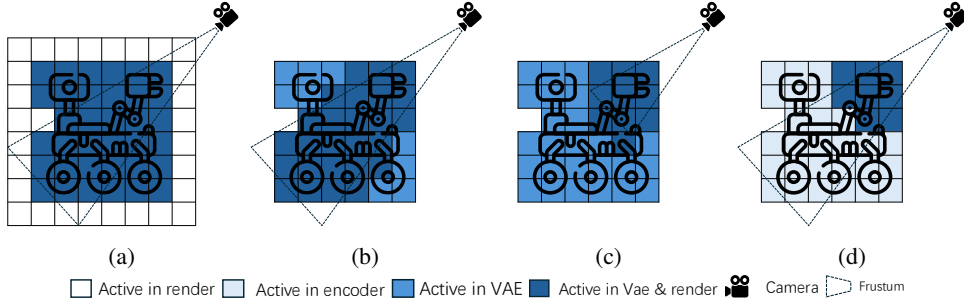 (a) (b) (c) (d)
Active in render Active in encoder Active in VAE Active in Vae & render Camera Frustum